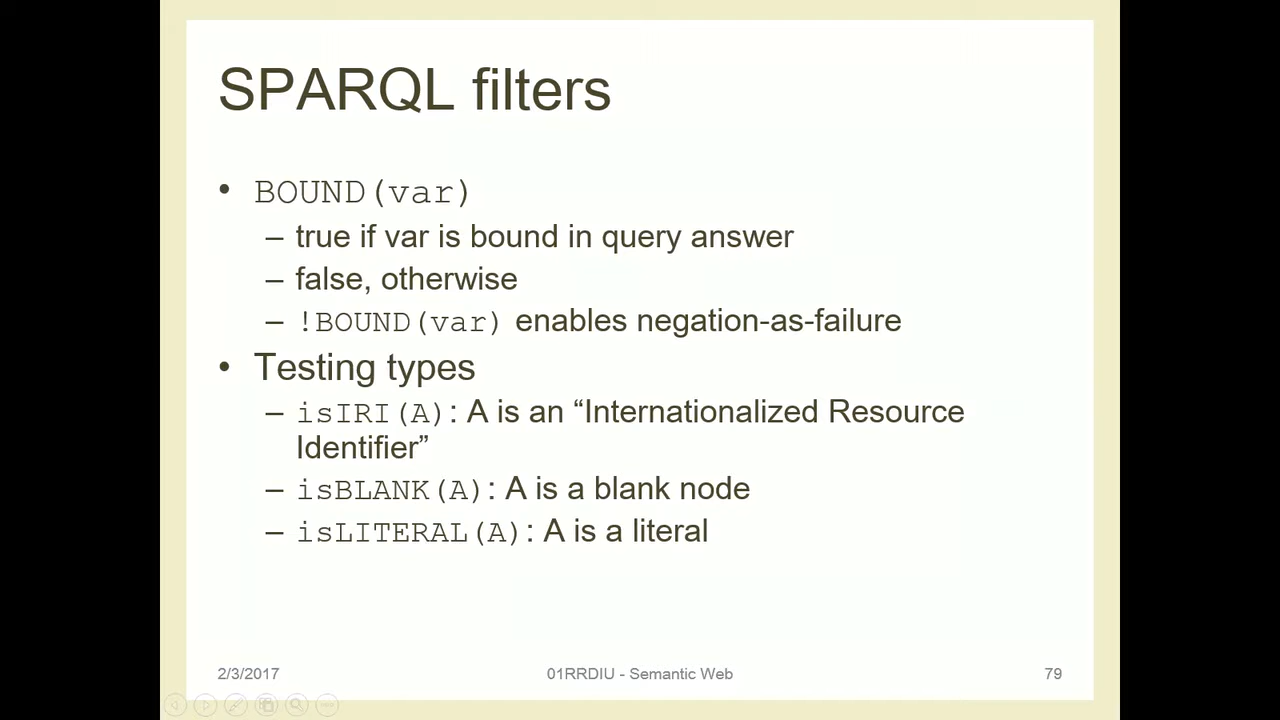 SPARQL filters
• BOUND(var)
– true if var is bound in query answer
– false, otherwise
– !BOUND(var) enables negation-as-failure
• Testing types
– isIRI(A): A is an “Internationalized Resource
Identifier”
– isBLANK(A): A is a blank node
– isLITERAL(A): A is a literal
2/3/2017
01RRDIU - Semantic Web
79